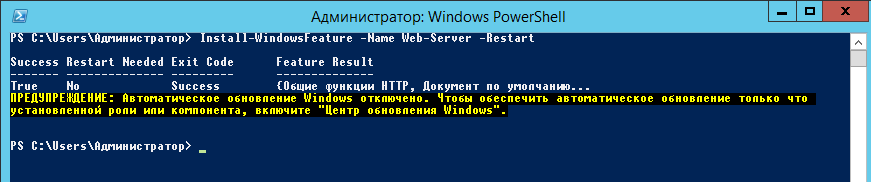 Администратор: Windows PowerShell
PS C:\Users\Администратор> Install-WindowsFeature -Name Web-Server -Restart
Success Restart Needed Exit Code      Feature Result
------- -------------- ---------      --------------
True    No             Success        {Общие функции HTTP, Документ по умолчанию...
ПРЕДУПРЕЖДЕНИЕ: Автоматическое обновление Windows отключено. Чтобы обеспечить автоматическое обновление только что
установленной роли или компонента, включите "Центр обновления Windows".
PS C:\Users\Администратор> _